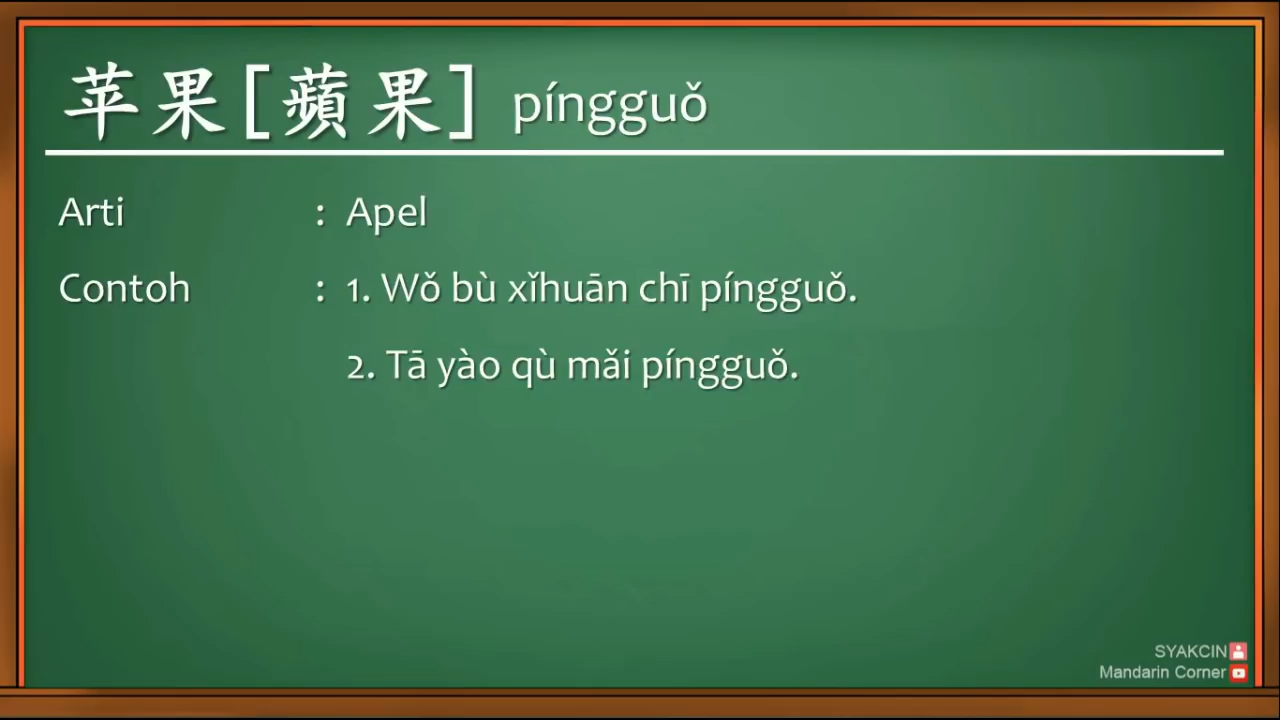 苹果[蘋果] píngguǒ
Arti : Apel
Contoh : 1. Wǒ bù xǐhuān chī píngguǒ.
2. Tā yào qù mǎi píngguǒ.
SYAKCIN
Mandarin Corner